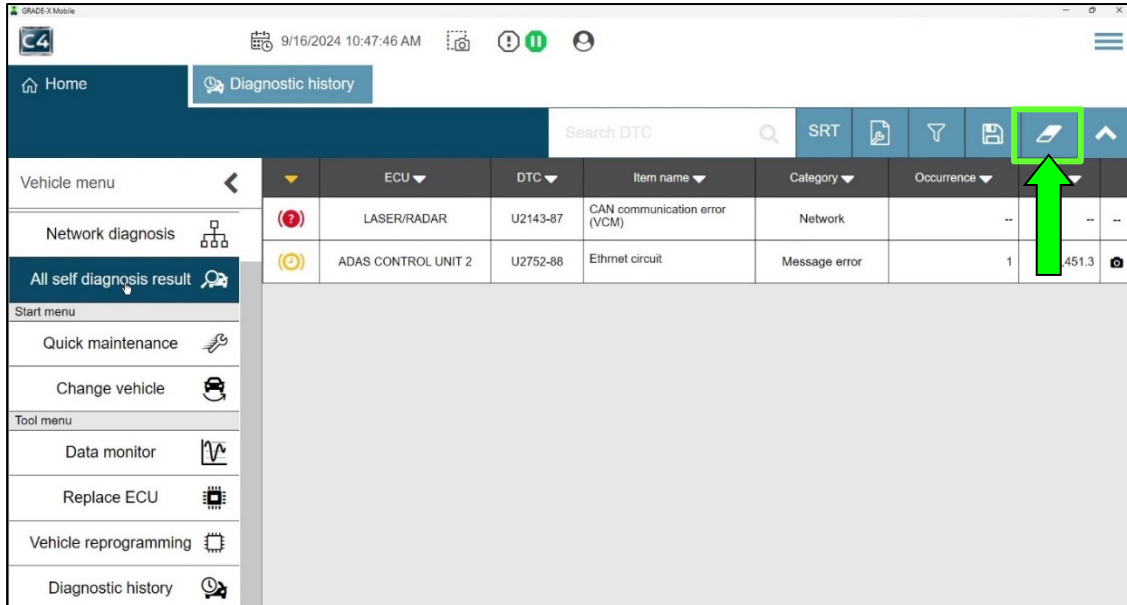 GRADE-X Mobile
C4
9/16/2024 10:47:46 AM
Home
Diagnostic history
Search DTC
SRT
Vehicle menu
ECU
DTC
Item name
Category
Occurrence
Network diagnosis
LASER/RADAR
U2143-87
CAN communication error
(VCM)
Network
--
--
--
All self diagnosis result
ADAS CONTROL UNIT 2
U2752-88
Ethrnet circuit
Message error
1
,451.3
Start menu
Quick maintenance
Change vehicle
Tool menu
Data monitor
Replace ECU
Vehicle reprogramming
Diagnostic history